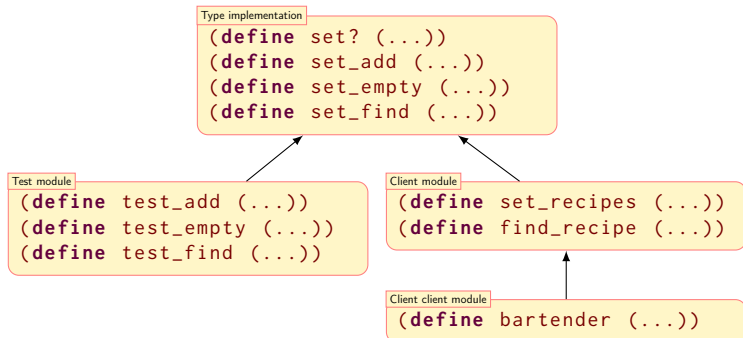 Type implementation
(define set? (...))
(define set_add (...))
(define set_empty (...))
(define set_find (...))
Test module
(define test_add (...))
(define test_empty (...))
(define test_find (...))
Client module
(define set_recipes (...))
(define find_recipe (...))
Client client module
(define bartender (...))